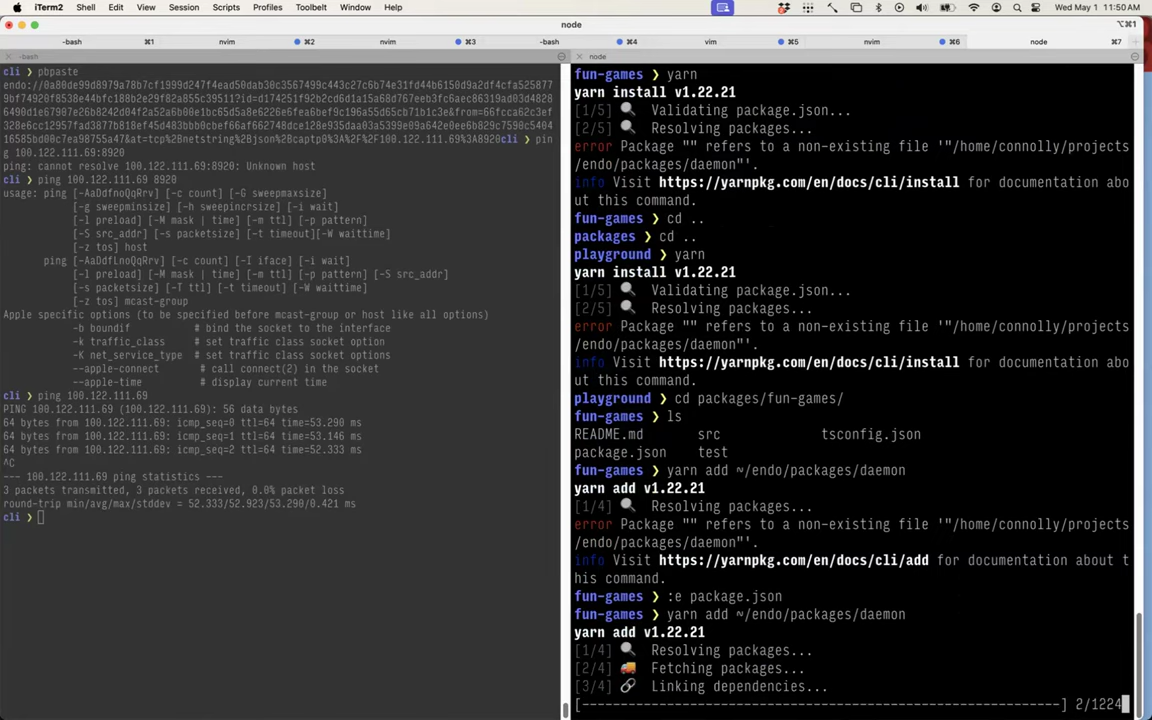 iTerm2 Shell Edit View Session Scripts Profiles Toolbelt Window Help Wed May 1 11:50 AM
node ⌥⌘1
-bash ⌘1 nvim ⌘2 nvim ⌘3 -bash ⌘4 vim ⌘5 nvim ⌘6 node ⌘7
-bash
cli ❯ pbpaste
ping: cannot resolve 100.122.111.69:8920: Unknown host
cli ❯ ping 100.122.111.69 8920
usage: ping [-AaDdfnoQqRrv] [-c count] [-G sweepmaxsize]
[-g sweepminsize] [-h sweepincrsize] [-i wait]
[-l preload] [-M mask | time] [-m ttl] [-p pattern]
[-S src_addr] [-s packetsize] [-t timeout][-W waittime]
[-z tos] host
ping [-AaDdfLnoQqRrv] [-c count] [-I iface] [-i wait]
[-l preload] [-M mask | time] [-m ttl] [-p pattern] [-S src_addr]
[-s packetsize] [-T ttl] [-t timeout] [-W waittime]
[-z tos] mcast-group
Apple specific options (to be specified before mcast-group or host like all options)
-b boundif # bind the socket to the interface
-k traffic_class # set traffic class socket option
-K net_service_type # set traffic class socket options
--apple-connect # call connect(2) in the socket
--apple-time # display current time
cli ❯ ping 100.122.111.69
PING 100.122.111.69 (100.122.111.69): 56 data bytes
64 bytes from 100.122.111.69: icmp_seq=0 ttl=64 time=53.290 ms
64 bytes from 100.122.111.69: icmp_seq=1 ttl=64 time=53.146 ms
64 bytes from 100.122.111.69: icmp_seq=2 ttl=64 time=52.333 ms
^C
--- 100.122.111.69 ping statistics ---
3 packets transmitted, 3 packets received, 0.0% packet loss
round-trip min/avg/max/stddev = 52.333/52.923/53.290/0.421 ms
cli ❯
node
fun-games ❯ yarn
yarn install v1.22.21
[1/5] 🔍 Validating package.json...
[2/5] 🔍 Resolving packages...
error Package "" refers to a non-existing file '"/home/connolly/projects
/endo/packages/daemon"'.
info Visit https://yarnpkg.com/en/docs/cli/install for documentation abo
ut this command.
fun-games ❯ cd ..
packages ❯ cd ..
playground ❯ yarn
yarn install v1.22.21
[1/5] 🔍 Validating package.json...
[2/5] 🔍 Resolving packages...
error Package "" refers to a non-existing file '"/home/connolly/projects
/endo/packages/daemon"'.
info Visit https://yarnpkg.com/en/docs/cli/install for documentation abo
ut this command.
playground ❯ cd packages/fun-games/
fun-games ❯ ls
README.md src tsconfig.json
package.json test
fun-games ❯ yarn add ~/endo/packages/daemon
yarn add v1.22.21
[1/4] 🔍 Resolving packages...
error Package "" refers to a non-existing file '"/home/connolly/projects
/endo/packages/daemon"'.
info Visit https://yarnpkg.com/en/docs/cli/add for documentation about t
his command.
fun-games ❯ :e package.json
fun-games ❯ yarn add ~/endo/packages/daemon
yarn add v1.22.21
[1/4] 🔍 Resolving packages...
[2/4] 🚚 Fetching packages...
[3/4] 🔗 Linking dependencies...
[----------------------------------------------------------------] 2/1224